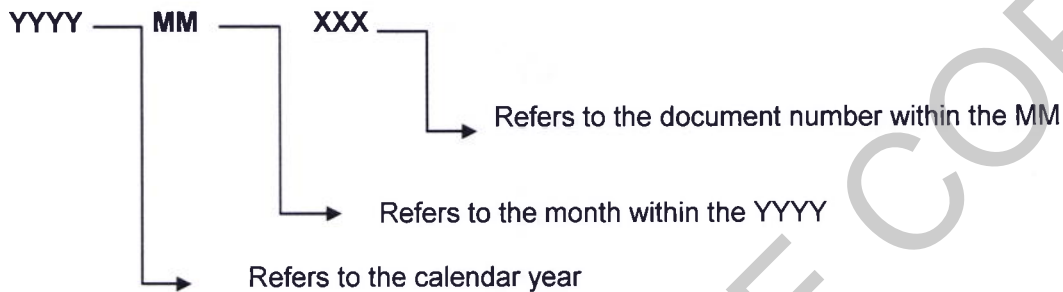 YYYY MM XXX
Refers to the document number within the MM
Refers to the month within the YYYY
Refers to the calendar year